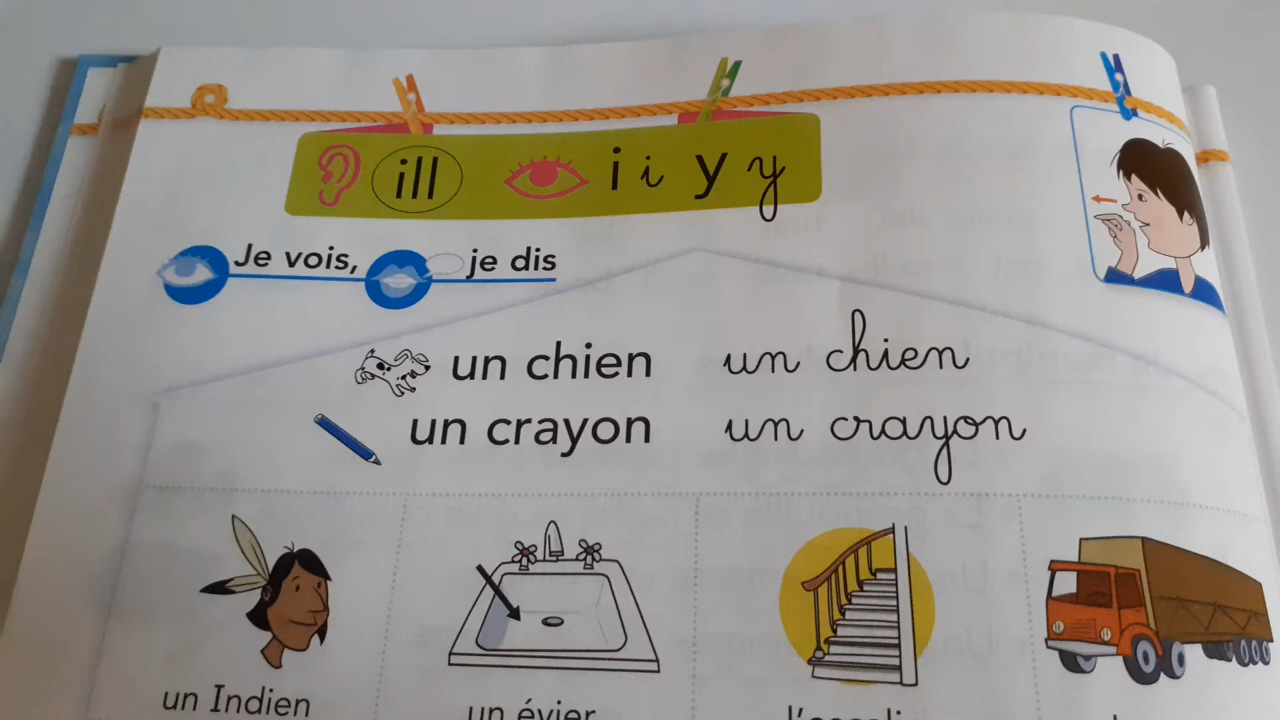 ill i i y y
Je vois, je dis
un chien un chien
un crayon un crayon
un Indien un évier